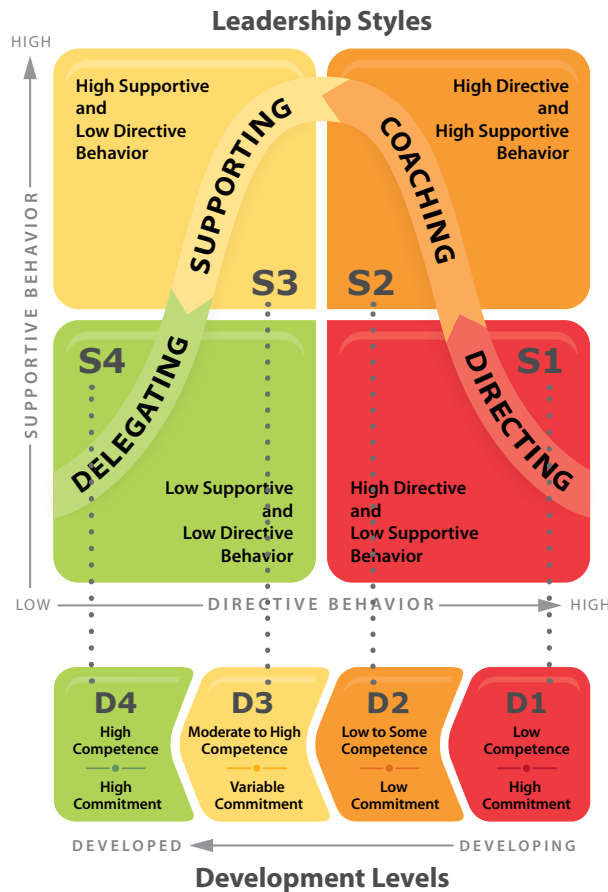 Leadership Styles
HIGH
SUPPORTIVE BEHAVIOR
High Supportive
and
Low Directive
Behavior
SUPPORTING
S3
High Directive
and
High Supportive
Behavior
COACHING
S2
S4
DELEGATING
Low Supportive
and
Low Directive
Behavior
S1
DIRECTING
High Directive
and
Low Supportive
Behavior
LOW
DIRECTIVE BEHAVIOR
HIGH
D4
High
Competence
High
Commitment
D3
Moderate to High
Competence
Variable
Commitment
D2
Low to Some
Competence
Low
Commitment
D1
Low
Competence
High
Commitment
DEVELOPED
DEVELOPING
Development Levels